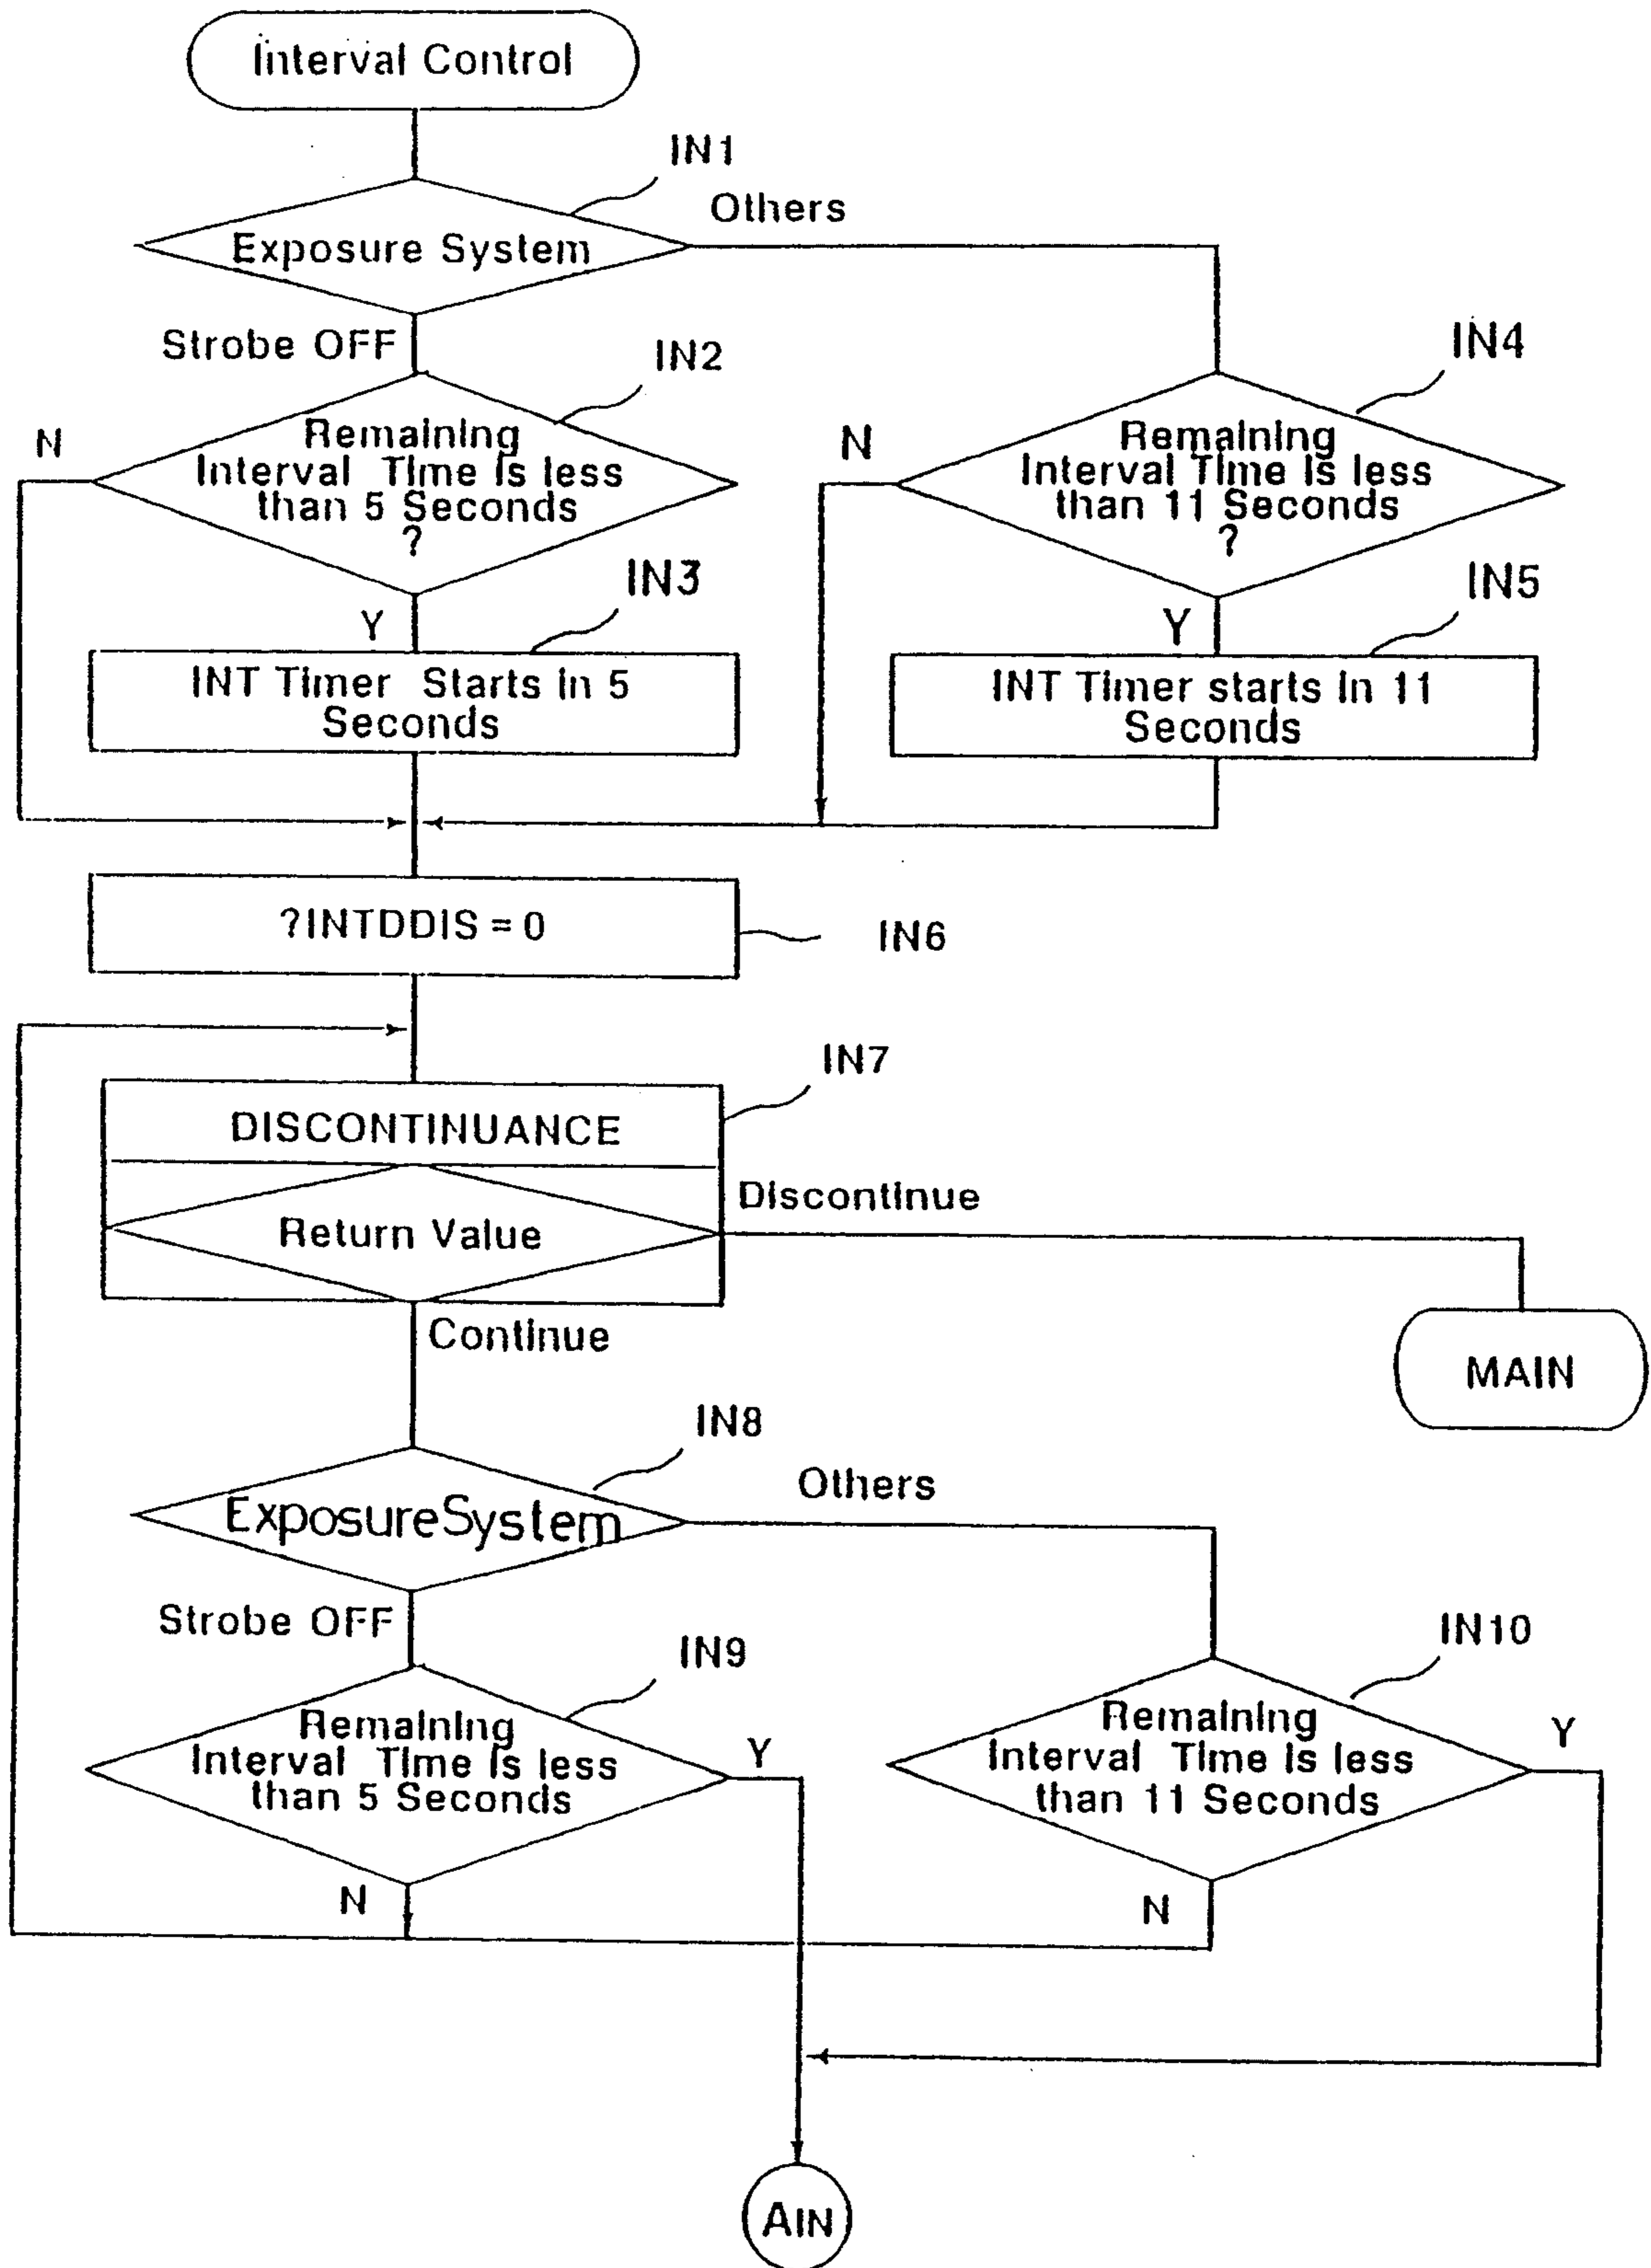 Interval Control
IN1
Others
Exposure System
Strobe OFF
IN2
IN4
N
Remaining
Interval Time is less
than 5 Seconds
?
N
Remaining
Interval Time is less
than 11 Seconds
?
IN3
IN5
Y
Y
INT Timer Starts in 5
Seconds
INT Timer starts in 11
Seconds
?INTDDIS = 0
IN6
IN7
DISCONTINUANCE
Discontinue
Return Value
Continue
MAIN
IN8
Others
ExposureSystem
Strobe OFF
IN9
IN10
Remaining
Interval Time is less
than 5 Seconds
Y
Remaining
Interval Time is less
than 11 Seconds
Y
N
N
AIN